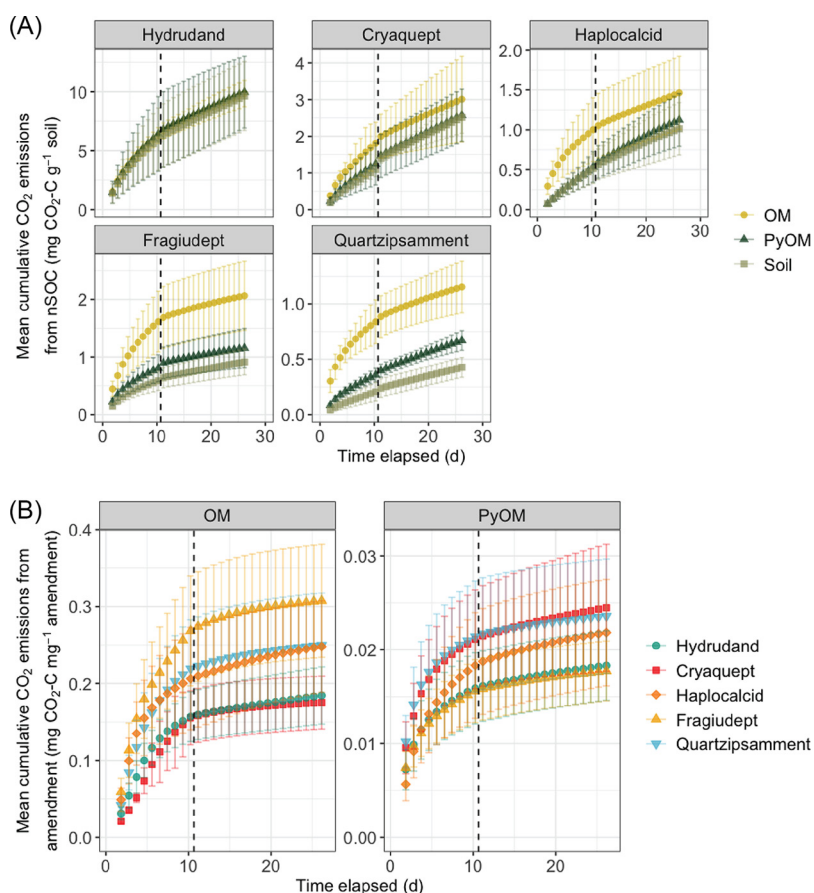 (A)
Hydrudand Cryaquept Haplocalcid
Mean cumulative CO₂ emissions
from nSOC (mg CO₂-C g⁻¹ soil)
10
5
0
4
3
2
1
0
2.0
1.5
1.0
0.5
0.0
0 10 20 30
OM
PyOM
Soil
Fragiudept Quartzipsamment
2
1
0
1.0
0.5
0.0
0 10 20 30 0 10 20 30
Time elapsed (d)
(B)
OM PyOM
Mean cumulative CO₂ emissions from
amendment (mg CO₂-C mg⁻¹ amendment)
0.4
0.3
0.2
0.1
0.0
0.03
0.02
0.01
0.00
0 10 20 0 10 20
Time elapsed (d)
Hydrudand
Cryaquept
Haplocalcid
Fragiudept
Quartzipsamment